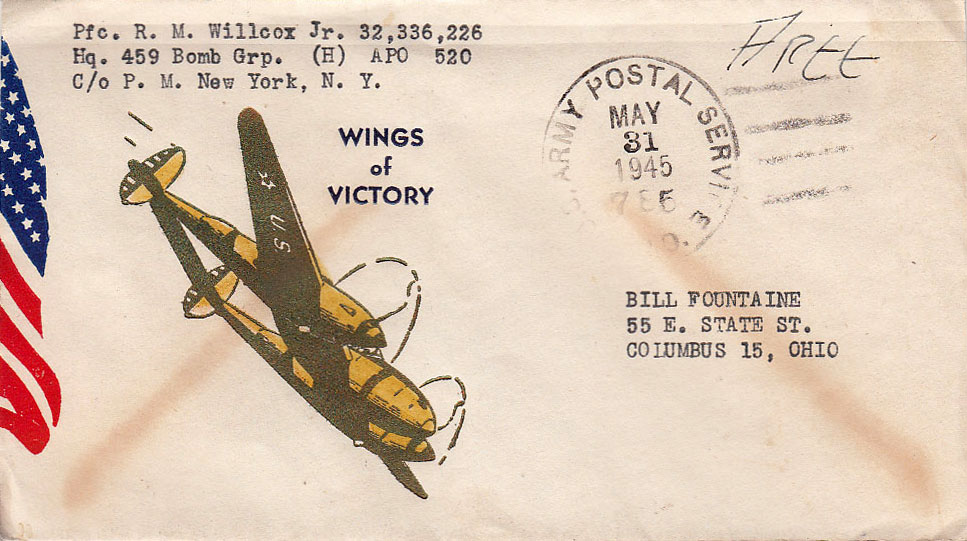 Pfc. R. M. Willcox Jr. 32,336,226
Hq. 459 Bomb Grp. (H) APO 520
C/o P. M. New York, N. Y.
FREE
WINGS
of
VICTORY
U.S. ARMY POSTAL SERVICE
MAY
31
1945
U S
BILL FOUNTAINE
55 E. STATE ST.
COLUMBUS 15, OHIO